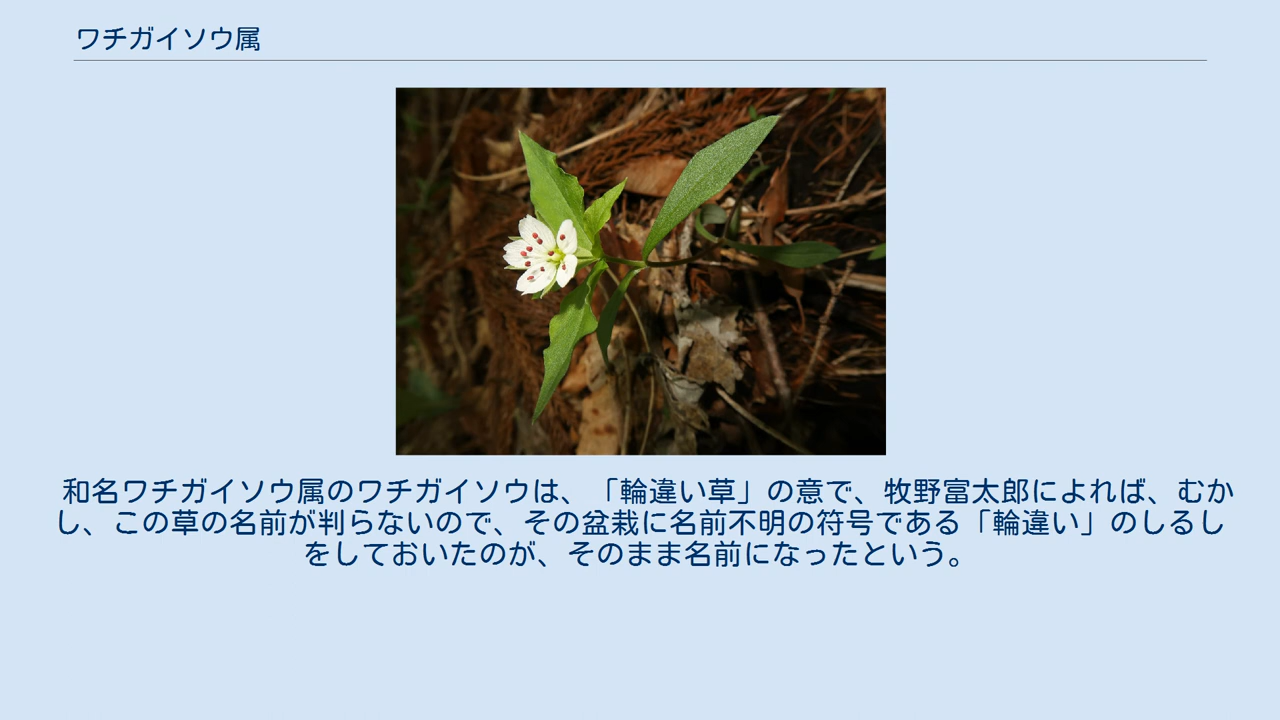 ワチガイソウ属
和名ワチガイソウ属のワチガイソウは、「輪違い草」の意で、牧野富太郎によれば、むか
し、この草の名前が判らないので、その盆栽に名前不明の符号である「輪違い」のしるし
をしておいたのが、そのまま名前になったという。